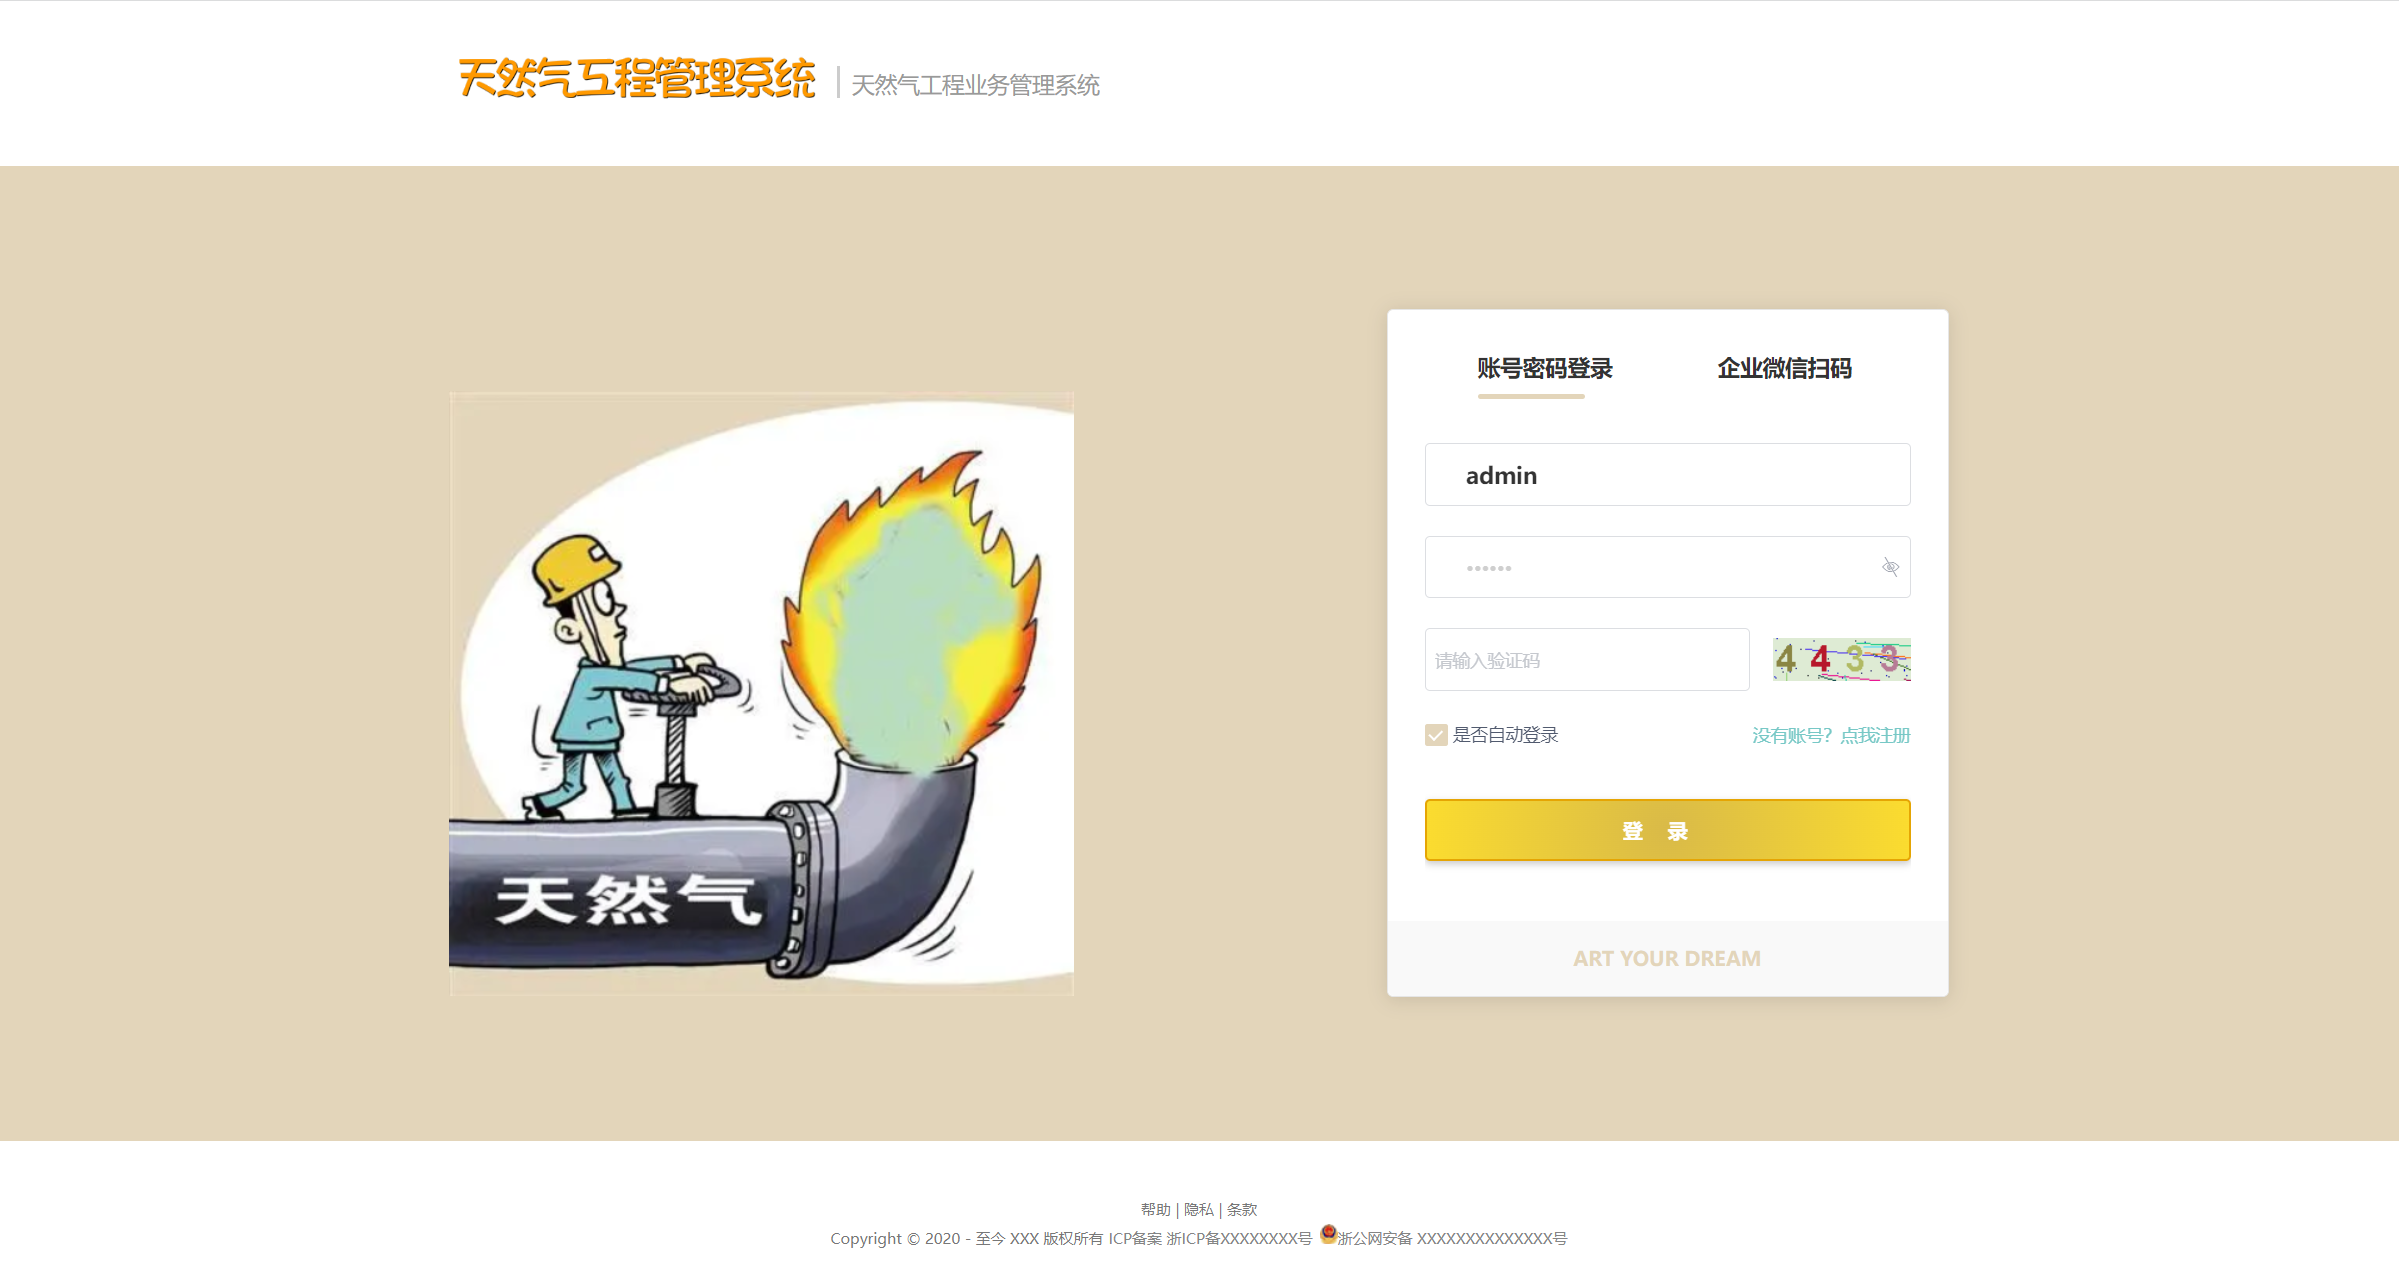 天然气工程管理系统
天然气工程业务管理系统
账号密码登录 企业微信扫码
admin
••••••
请输入验证码 4433
是否自动登录 没有账号？点我注册
登 录
ART YOUR DREAM
天然气
帮助 | 隐私 | 条款
Copyright © 2020 - 至今 XXX 版权所有 ICP备案 浙ICP备XXXXXXXX号 浙公网安备 XXXXXXXXXXXXXX号